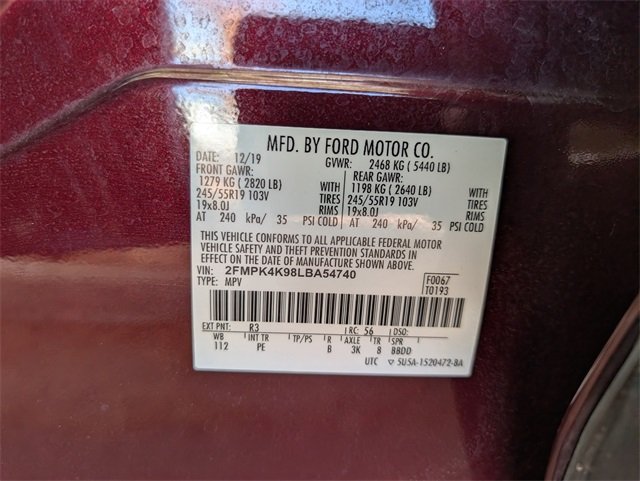 MFD. BY FORD MOTOR CO.
DATE: 12/19 GVWR: 2468 KG ( 5440 LB)
FRONT GAWR: REAR GAWR:
1279 KG ( 2820 LB) WITH 1198 KG ( 2640 LB) WITH
245/55R19 103V TIRES 245/55R19 103V TIRES
19x8.0J RIMS 19x8.0J RIMS
AT 240 kPa/ 35 PSI COLD AT 240 kPa/ 35 PSI COLD
THIS VEHICLE CONFORMS TO ALL APPLICABLE FEDERAL MOTOR
VEHICLE SAFETY AND THEFT PREVENTION STANDARDS IN
EFFECT ON THE DATE OF MANUFACTURE SHOWN ABOVE.
VIN: 2FMPK4K98LBA54740 F0067
TYPE: MPV T0193
EXT PNT: R3 RC: 56 DSO:
WB INT TR TP/PS R AXLE TR SPR
112 PE B 3K 8 BBDD
UTC ▽ 5USA-1520472-BA